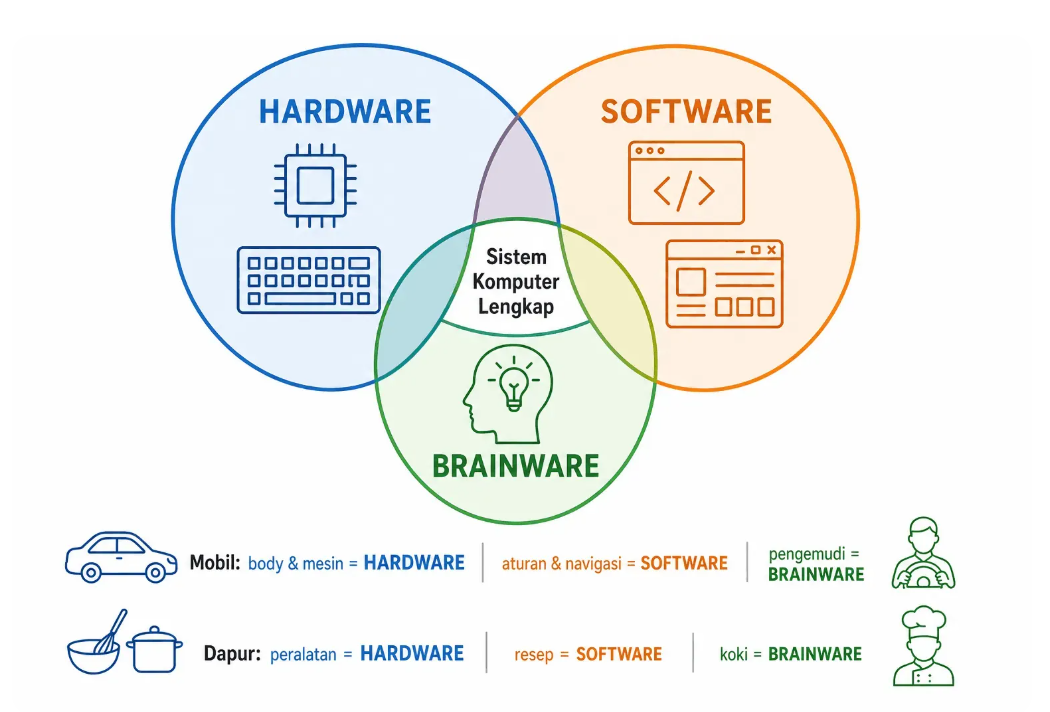 HARDWARE
SOFTWARE
</>
Sistem
Komputer
Lengkap
BRAINWARE
Mobil: body & mesin = HARDWARE | aturan & navigasi = SOFTWARE | pengemudi =
BRAINWARE
Dapur: peralatan = HARDWARE | resep = SOFTWARE | koki = BRAINWARE